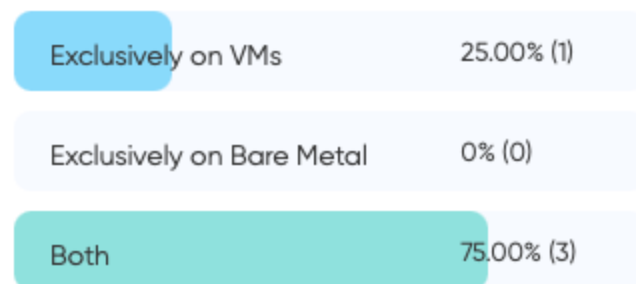 Exclusively on VMs 25.00% (1)
Exclusively on Bare Metal 0% (0)
Both 75.00% (3)